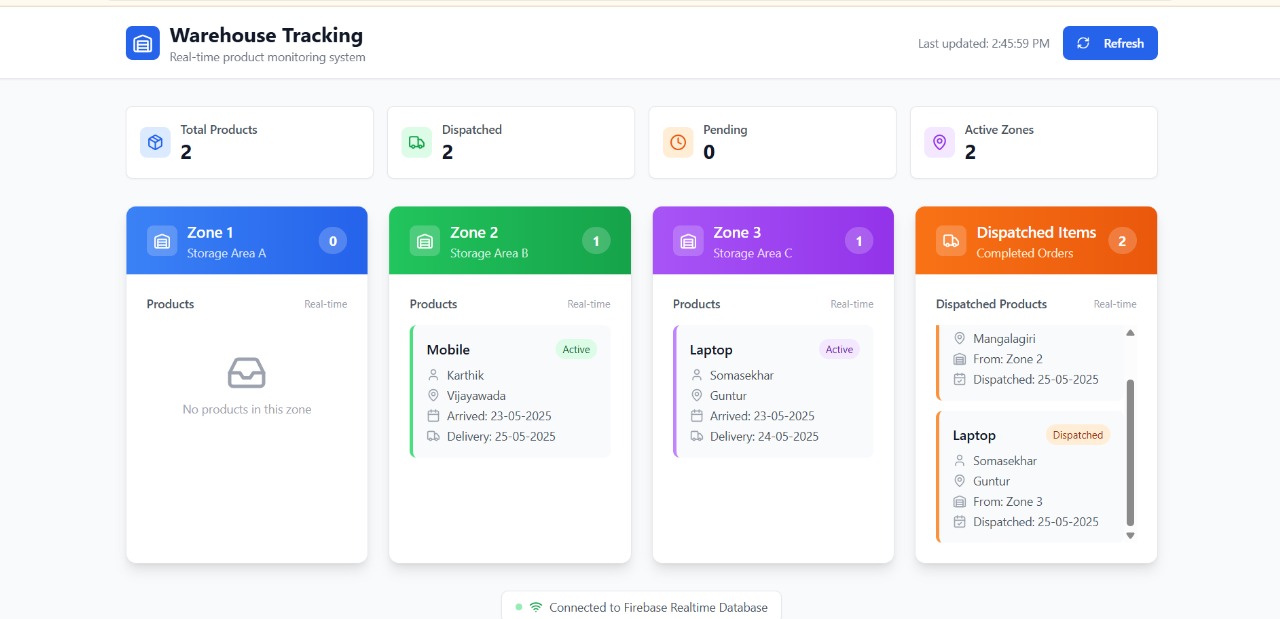 Warehouse Tracking
Real-time product monitoring system
Last updated: 2:45:59 PM
Refresh
Total Products
2
Dispatched
2
Pending
0
Active Zones
2
Zone 1
Storage Area A
0
Products
Real-time
No products in this zone
Zone 2
Storage Area B
1
Products
Real-time
Mobile
Active
Karthik
Vijayawada
Arrived: 23-05-2025
Delivery: 25-05-2025
Zone 3
Storage Area C
1
Products
Real-time
Laptop
Active
Somasekhar
Guntur
Arrived: 23-05-2025
Delivery: 24-05-2025
Dispatched Items
Completed Orders
2
Dispatched Products
Real-time
Mangalagiri
From: Zone 2
Dispatched: 25-05-2025
Laptop
Dispatched
Somasekhar
Guntur
From: Zone 3
Dispatched: 25-05-2025
Connected to Firebase Realtime Database